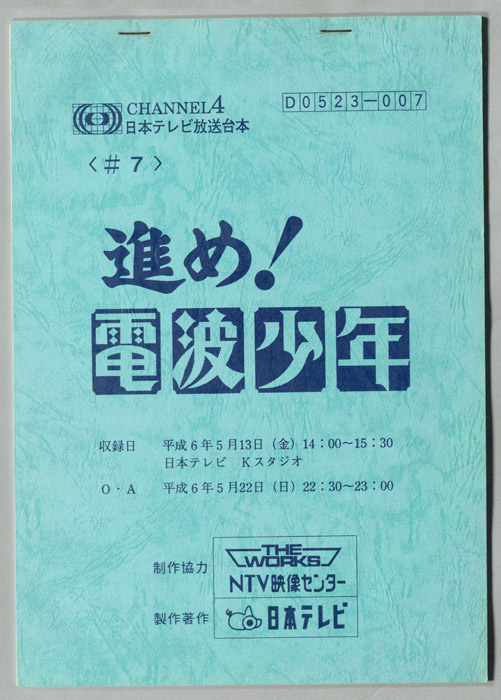 CHANNEL4
日本テレビ放送台本
D0523－007
〈＃７〉
進め！
電波少年
収録日　平成６年５月13日（金）14：00〜15：30
日本テレビ　Ｋスタジオ
Ｏ・Ａ　平成６年５月22日（日）22：30〜23：00
制作協力
THE WORKS
NTV映像センター
製作著作
日本テレビ